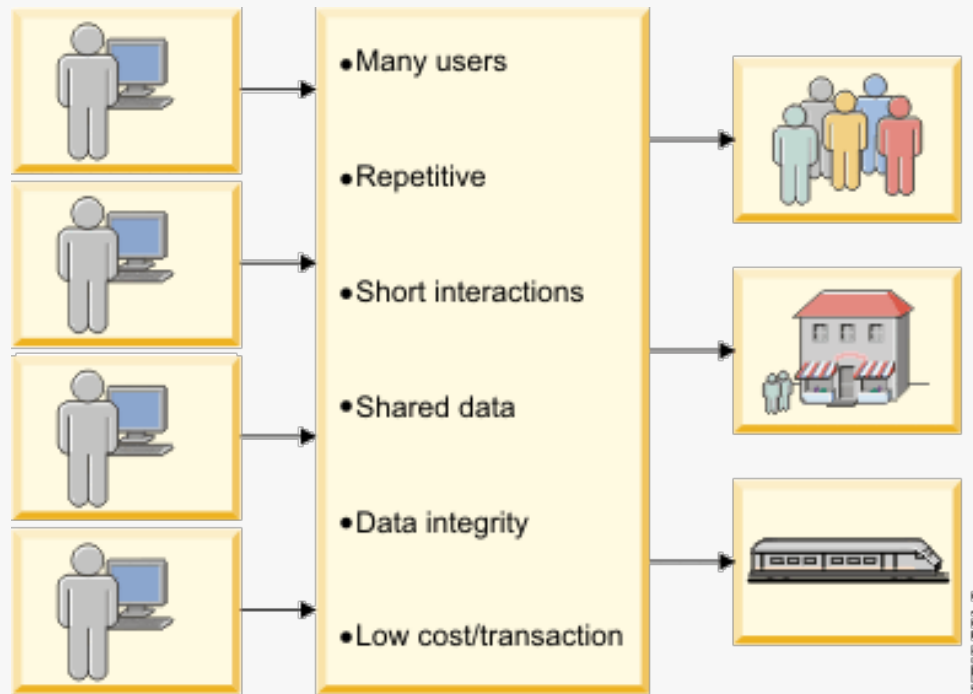 •Many users
•Repetitive
•Short interactions
•Shared data
•Data integrity
•Low cost/transaction